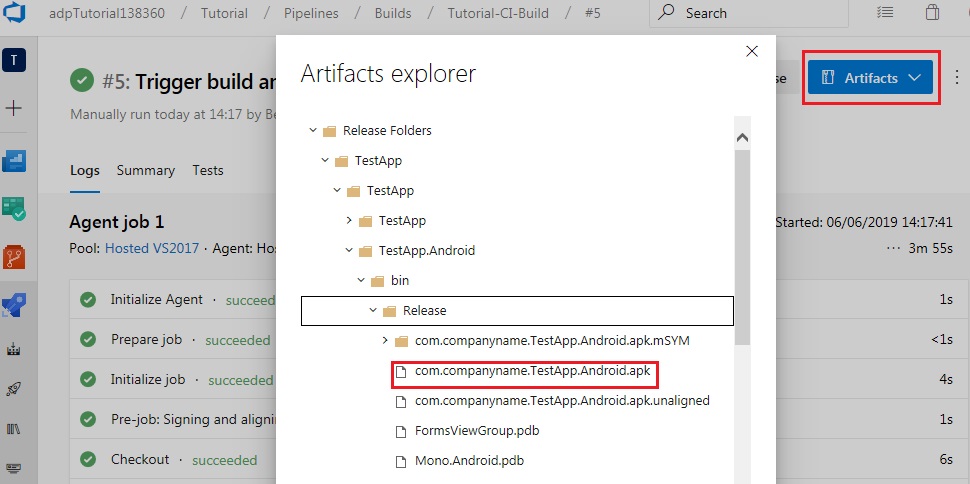 adpTutorial138360 / Tutorial / Pipelines / Builds / Tutorial-CI-Build / #5
Search
T
#5: Trigger build an
Artifacts
Manually run today at 14:17 by Be
Logs Summary Tests
Agent job 1
Started: 06/06/2019 14:17:41
Pool: Hosted VS2017 · Agent: Hos
··· 3m 55s
Initialize Agent · succeeded
1s
Prepare job · succeeded
<1s
Initialize job · succeeded
4s
Pre-job: Signing and alignin
1s
Checkout · succeeded
6s
Artifacts explorer
Release Folders
TestApp
TestApp
TestApp
TestApp.Android
bin
Release
com.companyname.TestApp.Android.apk.mSYM
com.companyname.TestApp.Android.apk
com.companyname.TestApp.Android.apk.unaligned
FormsViewGroup.pdb
Mono.Android.pdb